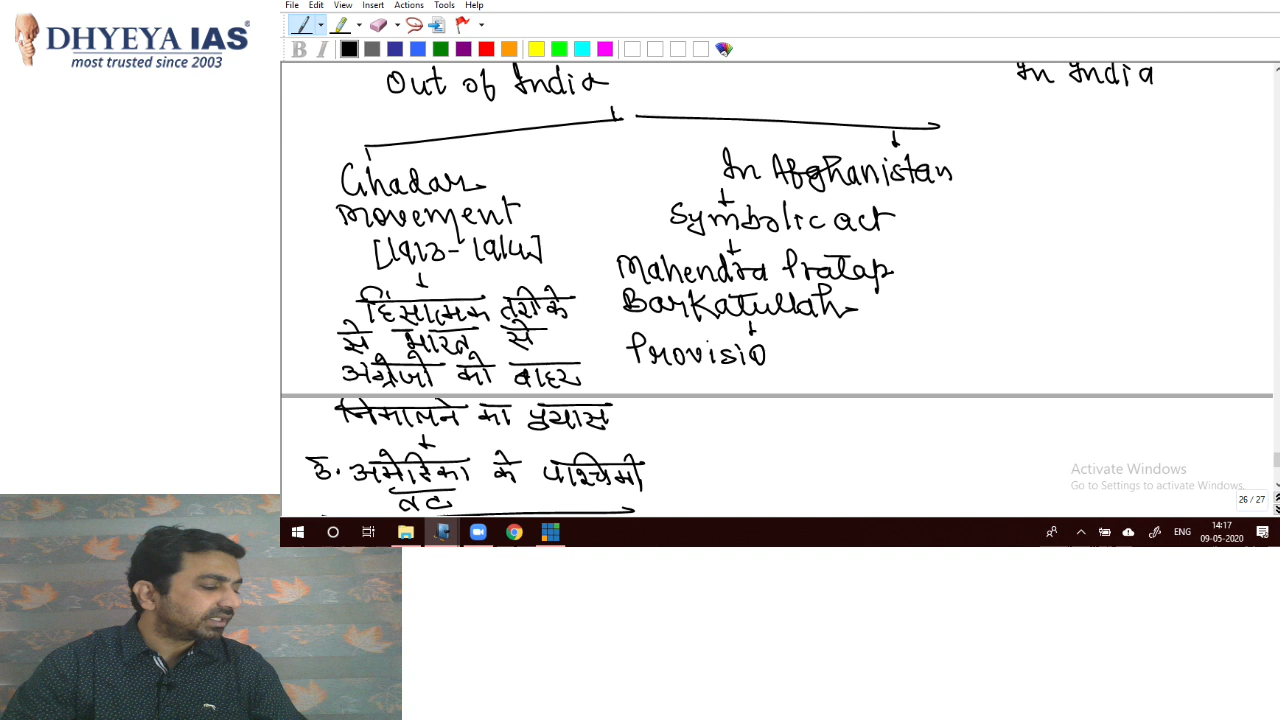 DHYEYA IAS®
most trusted since 2003
File Edit View Insert Actions Tools Help
B I
Out of India
In India
Ghadar
Movement
[1913-1914]
हिंसात्मक तरीके
से भारत से
अंग्रेजो को बाहर
निकालने का प्रयास
उ. अमेरिका के पश्चिमी
तट
In Afghanistan
Symbolic act
Mahendra Pratap
Barkatullah
Provisio
Activate Windows
Go to Settings to activate Windows.
26 / 27
ENG
14:17
09-05-2020